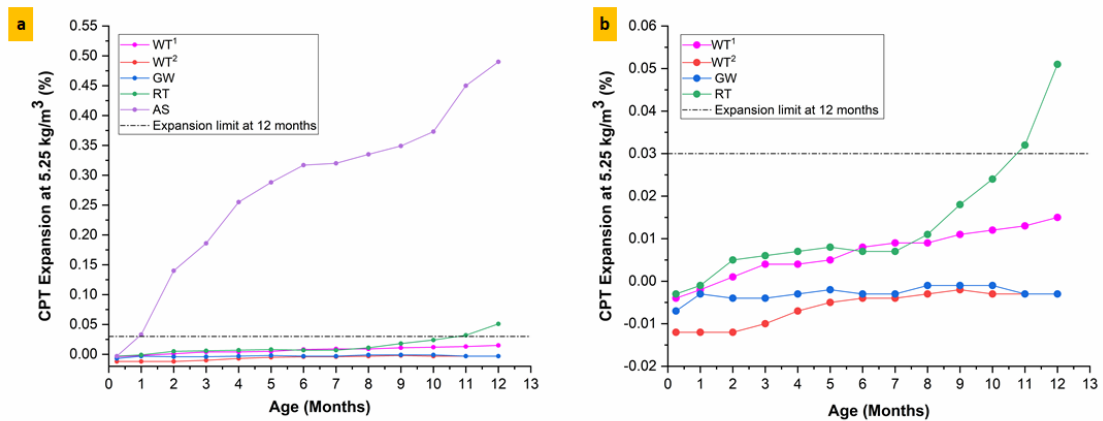 a
CPT Expansion at 5.25 kg/m³ (%)
0.55
0.50
0.45
0.40
0.35
0.30
0.25
0.20
0.15
0.10
0.05
0.00
WT¹
WT²
GW
RT
AS
Expansion limit at 12 months
0 1 2 3 4 5 6 7 8 9 10 11 12 13
Age (Months)
b
CPT Expansion at 5.25 kg/m³ (%)
0.06
0.05
0.04
0.03
0.02
0.01
0.00
-0.01
-0.02
WT¹
WT²
GW
RT
Expansion limit at 12 months
0 1 2 3 4 5 6 7 8 9 10 11 12 13
Age (Months)